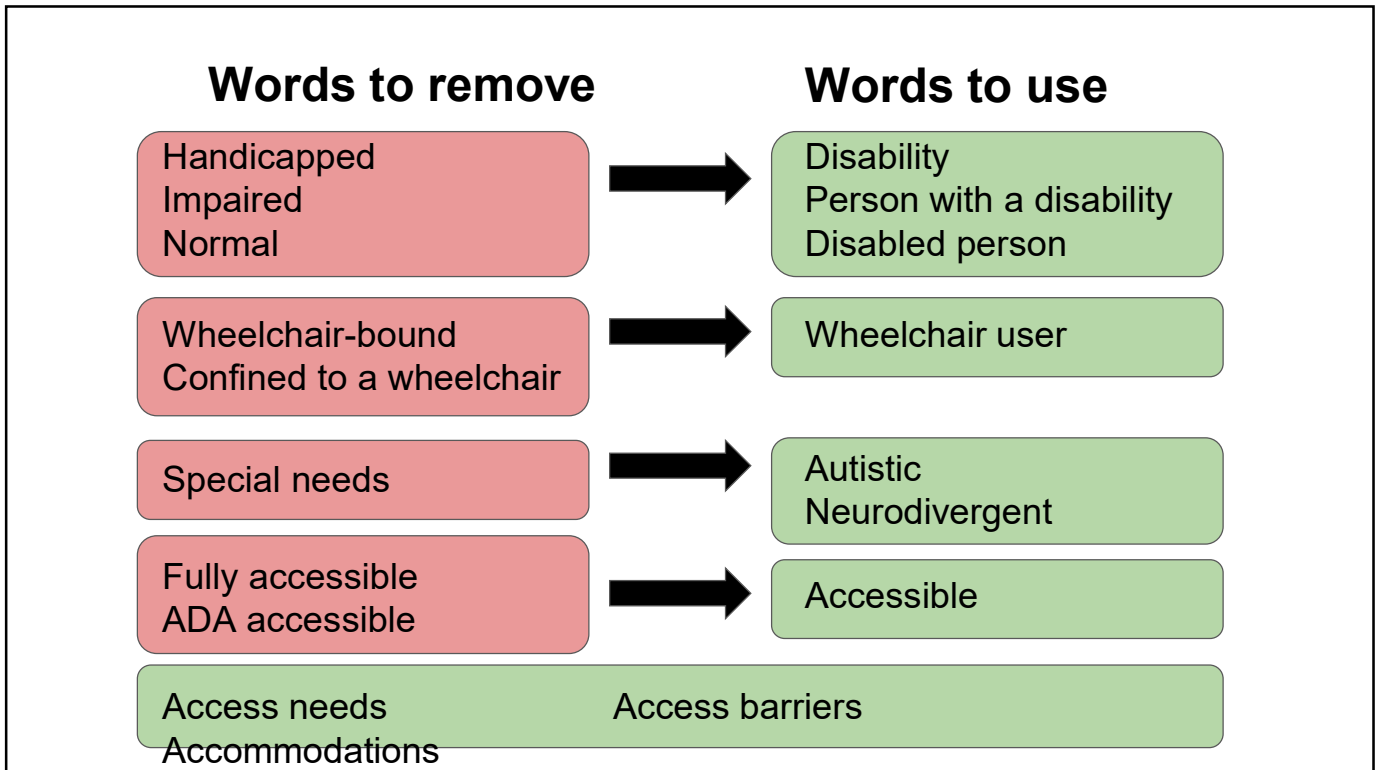 Words to remove
Words to use
Handicapped
Impaired
Normal
Disability
Person with a disability
Disabled person
Wheelchair-bound
Confined to a wheelchair
Wheelchair user
Special needs
Autistic
Neurodivergent
Fully accessible
ADA accessible
Accessible
Access needs
Access barriers
Accommodations